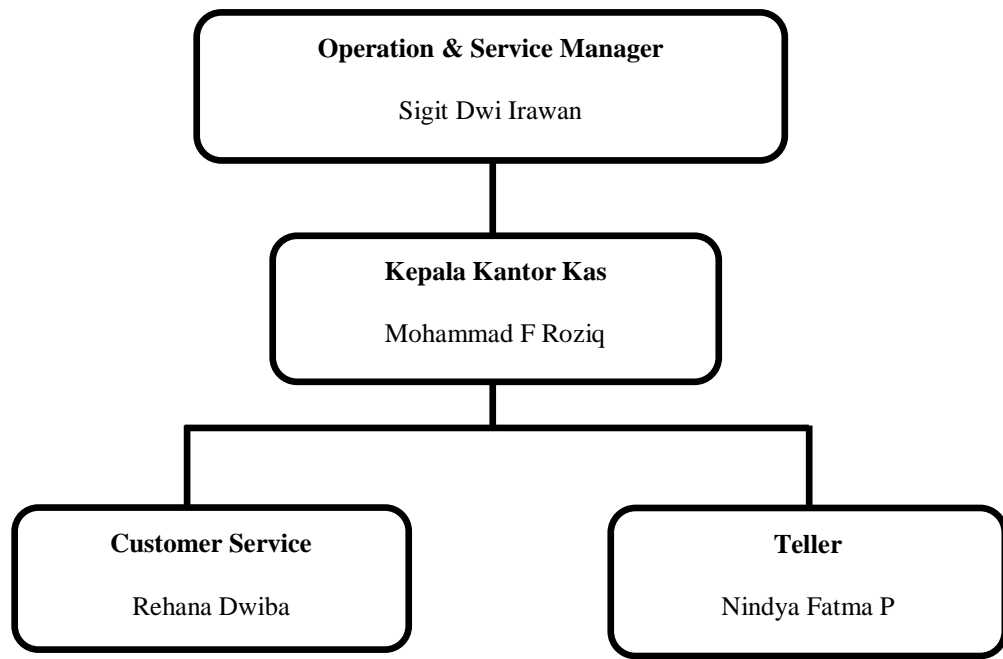 Operation & Service Manager
Sigit Dwi Irawan
Kepala Kantor Kas
Mohammad F Roziq
Customer Service
Rehana Dwiba
Teller
Nindya Fatma P